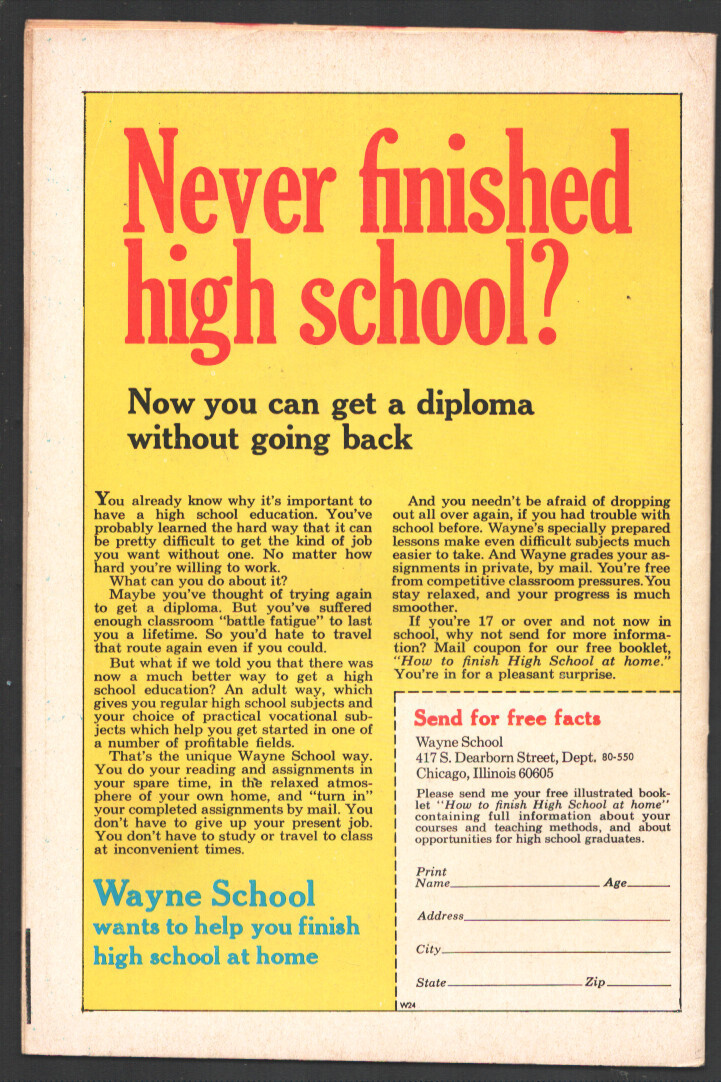 Never finished
high school?
Now you can get a diploma
without going back
You already know why it's important to
have a high school education. You've
probably learned the hard way that it can
be pretty difficult to get the kind of job
you want without one. No matter how
hard you're willing to work.
What can you do about it?
Maybe you've thought of trying again
to get a diploma. But you've suffered
enough classroom "battle fatigue" to last
you a lifetime. So you'd hate to travel
that route again even if you could.
But what if we told you that there was
now a much better way to get a high
school education? An adult way, which
gives you regular high school subjects and
your choice of practical vocational sub-
jects which help you get started in one of
a number of profitable fields.
That's the unique Wayne School way.
You do your reading and assignments in
your spare time, in the relaxed atmos-
phere of your own home, and "turn in"
your completed assignments by mail. You
don't have to give up your present job.
You don't have to study or travel to class
at inconvenient times.
Wayne School
wants to help you finish
high school at home
And you needn't be afraid of dropping
out all over again, if you had trouble with
school before. Wayne's specially prepared
lessons make even difficult subjects much
easier to take. And Wayne grades your as-
signments in private, by mail. You're free
from competitive classroom pressures. You
stay relaxed, and your progress is much
smoother.
If you're 17 or over and not now in
school, why not send for more informa-
tion? Mail coupon for our free booklet,
"How to finish High School at home."
You're in for a pleasant surprise.
Send for free facts
Wayne School
417 S. Dearborn Street, Dept. 80-550
Chicago, Illinois 60605
Please send me your free illustrated book-
let "How to finish High School at home"
containing full information about your
courses and teaching methods, and about
opportunities for high school graduates.
Print
Name Age
Address
City
State Zip
W24